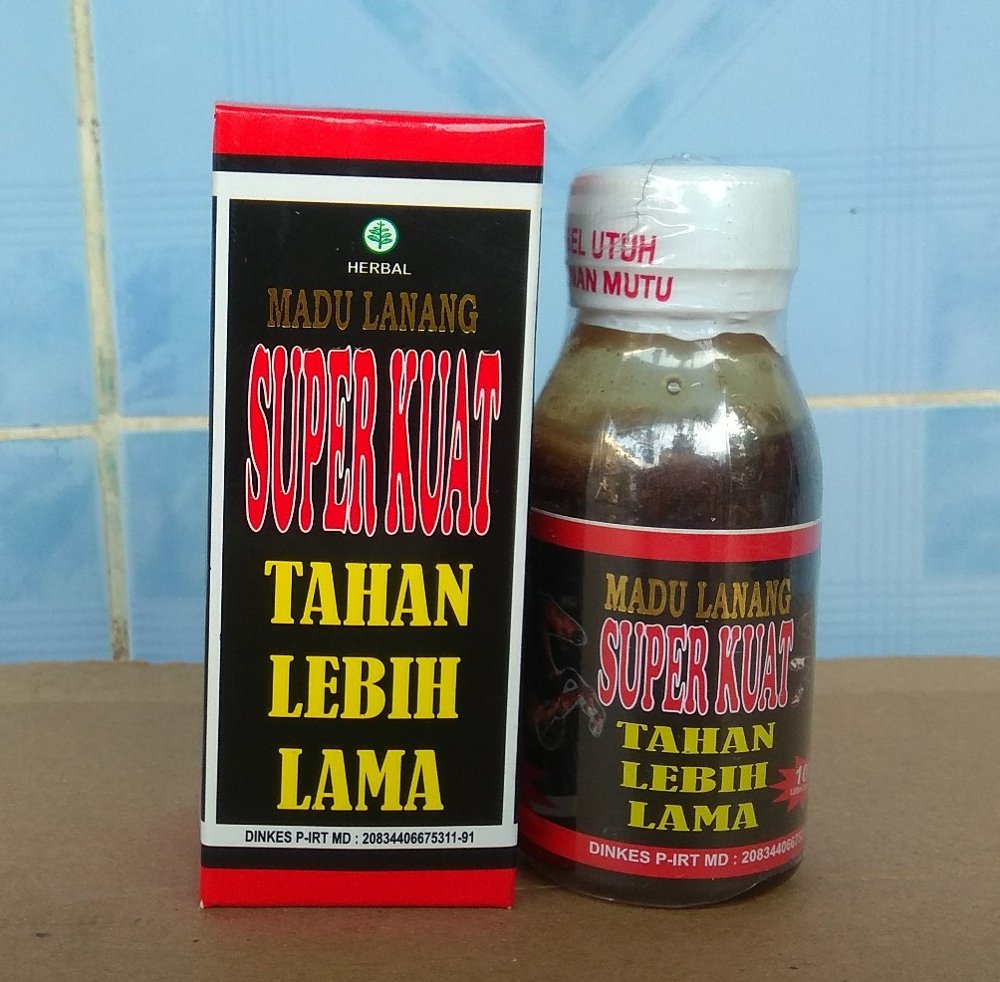 HERBAL
MADU LANANG
SUPER KUAT
TAHAN
LEBIH
LAMA
DINKES P-IRT MD : 20834406675311-91
EL UTUH
AN MUTU
MADU LANANG
SUPER KUAT
TAHAN
LEBIH
LAMA
DINKES P-IRT MD : 208344066753